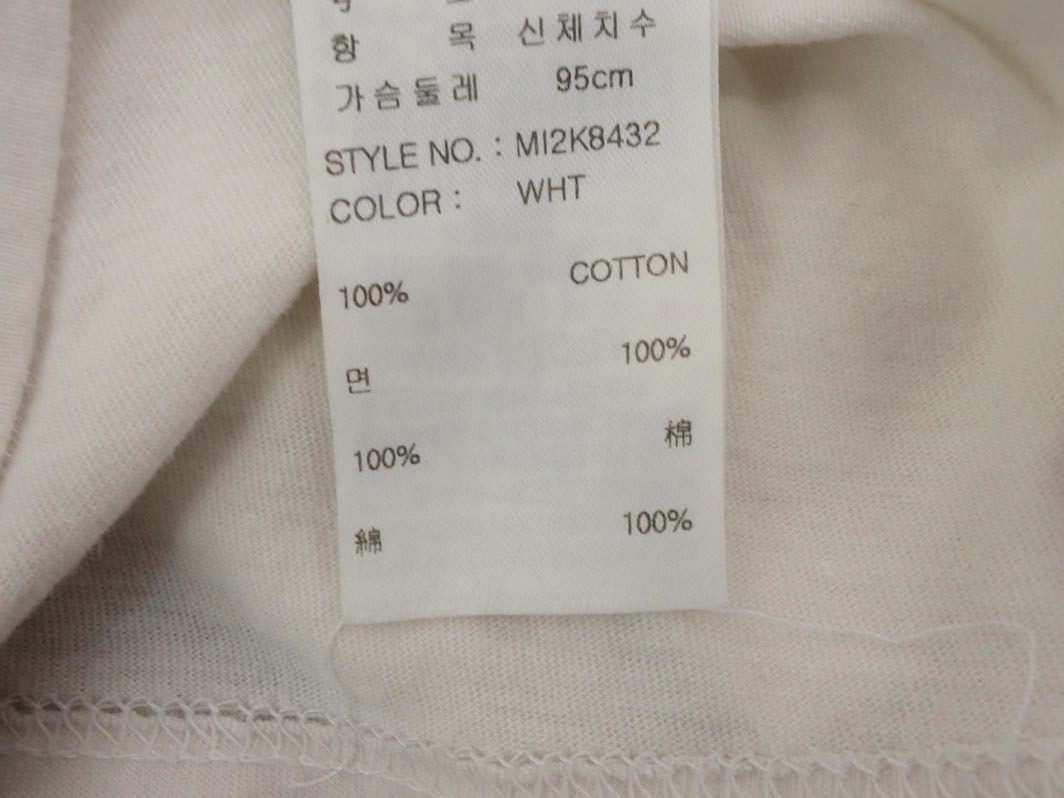 항 목 신체치수
가슴둘레 95cm
STYLE NO. : MI2K8432
COLOR : WHT
100% COTTON
면 100%
100% 棉
綿 100%